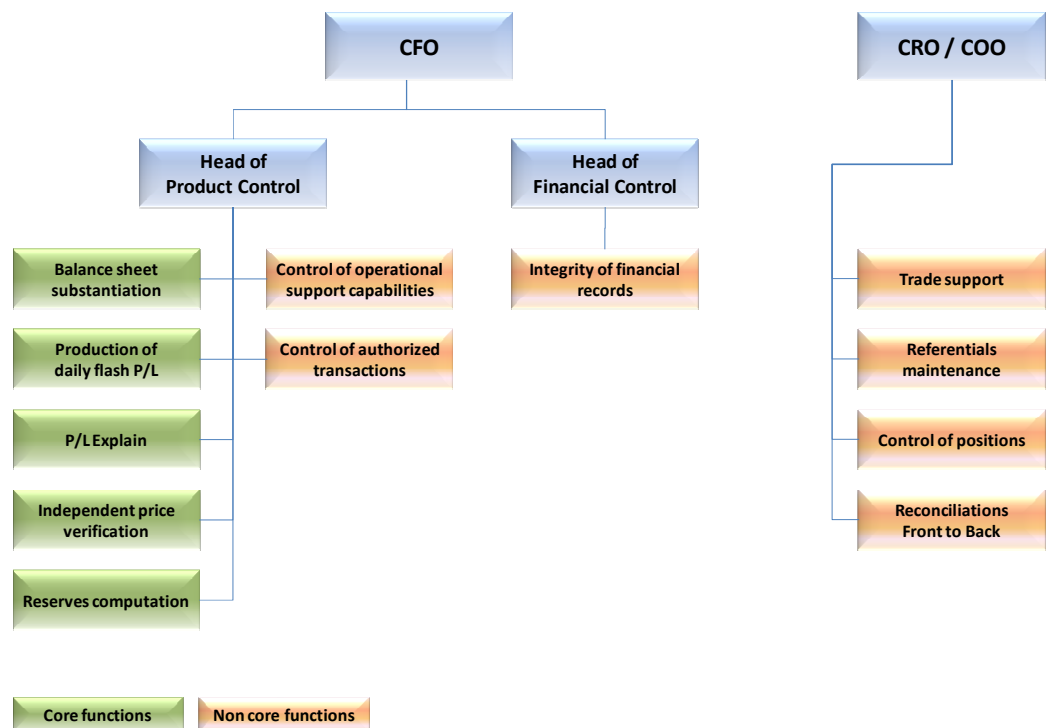 CFO
CRO / COO
Head of
Product Control
Head of
Financial Control
Balance sheet
substantiation
Control of operational
support capabilities
Integrity of financial
records
Trade support
Production of
daily flash P/L
Control of authorized
transactions
Referentials
maintenance
P/L Explain
Control of positions
Independent price
verification
Reconciliations
Front to Back
Reserves computation
Core functions
Non core functions